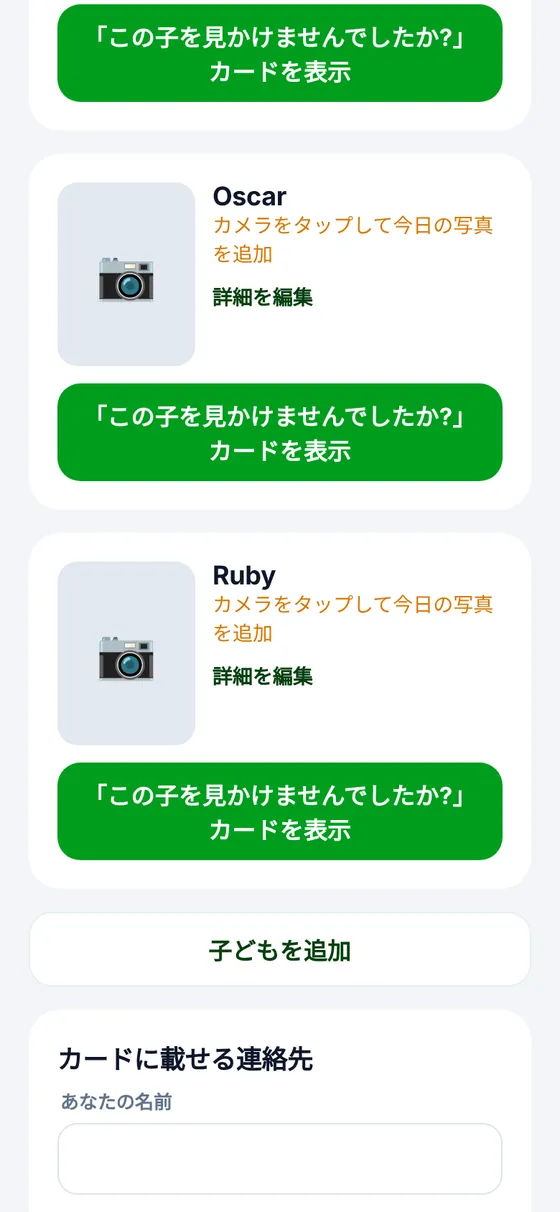 「この子を見かけませんでしたか?」
カードを表示
Oscar
カメラをタップして今日の写真
を追加
詳細を編集
「この子を見かけませんでしたか?」
カードを表示
Ruby
カメラをタップして今日の写真
を追加
詳細を編集
「この子を見かけませんでしたか?」
カードを表示
子どもを追加
カードに載せる連絡先
あなたの名前